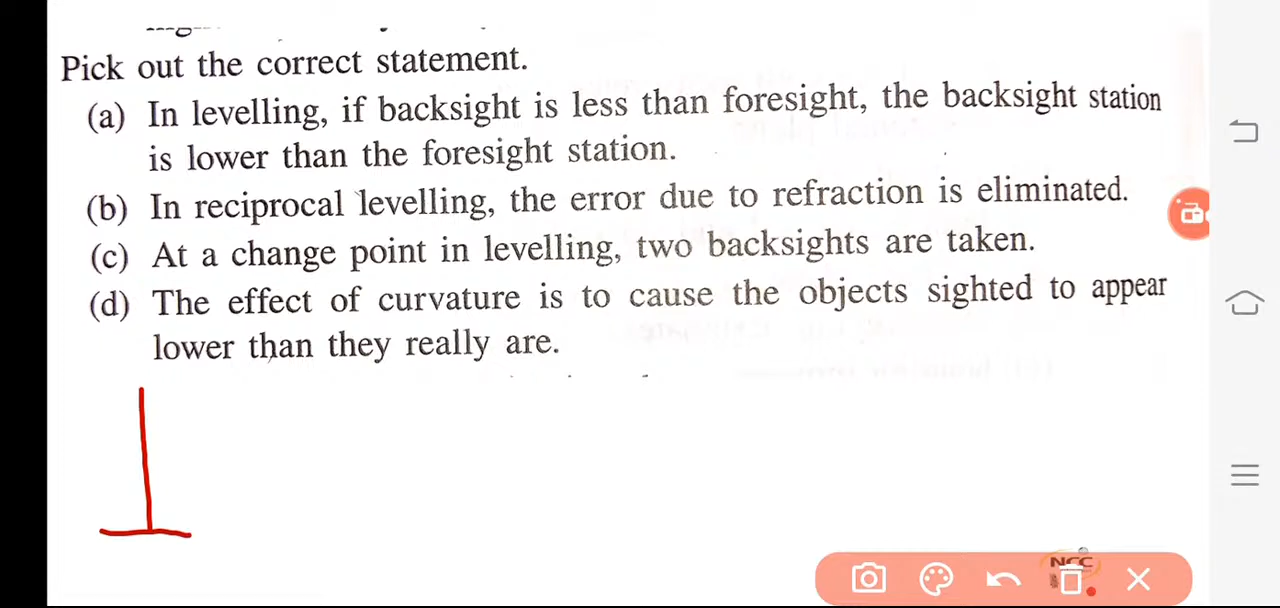 Pick out the correct statement.
(a) In levelling, if backsight is less than foresight, the backsight station
is lower than the foresight station.
(b) In reciprocal levelling, the error due to refraction is eliminated.
(c) At a change point in levelling, two backsights are taken.
(d) The effect of curvature is to cause the objects sighted to appear
lower than they really are.
NCC